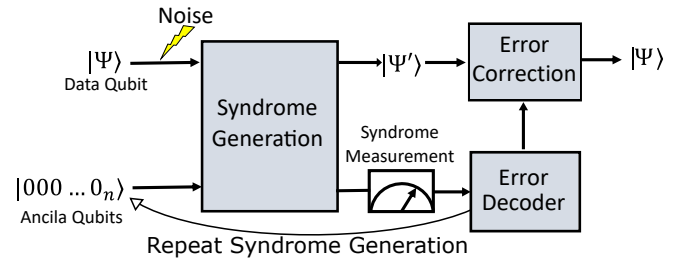 Noise
|Ψ⟩
Data Qubit
Syndrome
Generation
|Ψ′⟩
Error
Correction
|Ψ⟩
Syndrome
Measurement
|000 … 0ₙ⟩
Ancila Qubits
Error
Decoder
Repeat Syndrome Generation